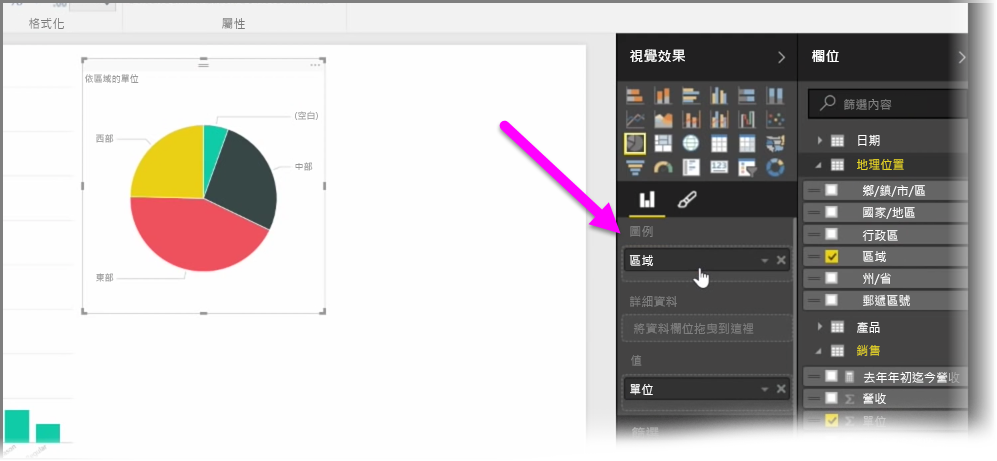 格式化
屬性
依區域的單位
(空白)
西部
中部
東部
視覺效果
圖例
區域
詳細資料
將資料欄位拖曳到這裡
值
單位
篩選
欄位
篩選內容
日期
地理位置
鄉/鎮/市/區
國家/地區
行政區
區域
州/省
郵遞區號
產品
銷售
去年年初迄今營收
營收
單位